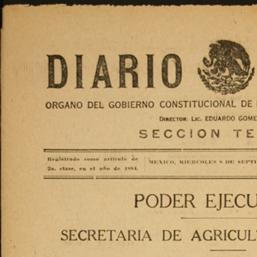 DIARIO
ORGANO DEL GOBIERNO CONSTITUCIONAL DE
DIRECTOR: LIC. EDUARDO GOME
SECCION TE
Registrado como artículo de
2a. clase, en el año de 1884.
MEXICO, MIERCOLES 8 DE SEPTI
PODER EJECU
SECRETARIA DE AGRICUL